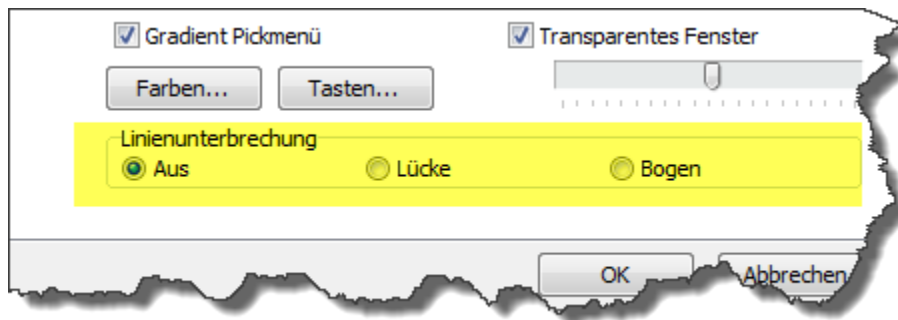 Gradient Pickmenü
Transparentes Fenster
Farben...
Tasten...
Linienunterbrechung
Aus
Lücke
Bogen
OK
Abbrechen